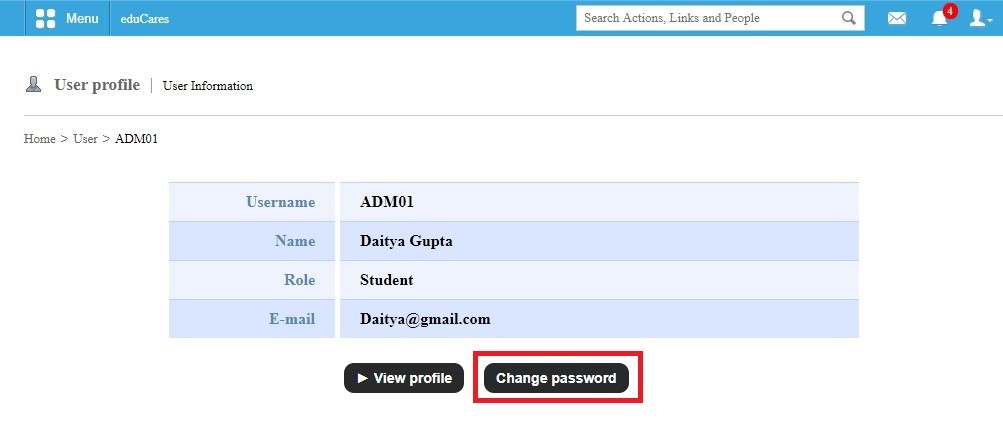 Menu eduCares Search Actions, Links and People 4
User profile User Information
Home > User > ADM01
Username ADM01
Name Daitya Gupta
Role Student
E-mail Daitya@gmail.com
► View profile Change password